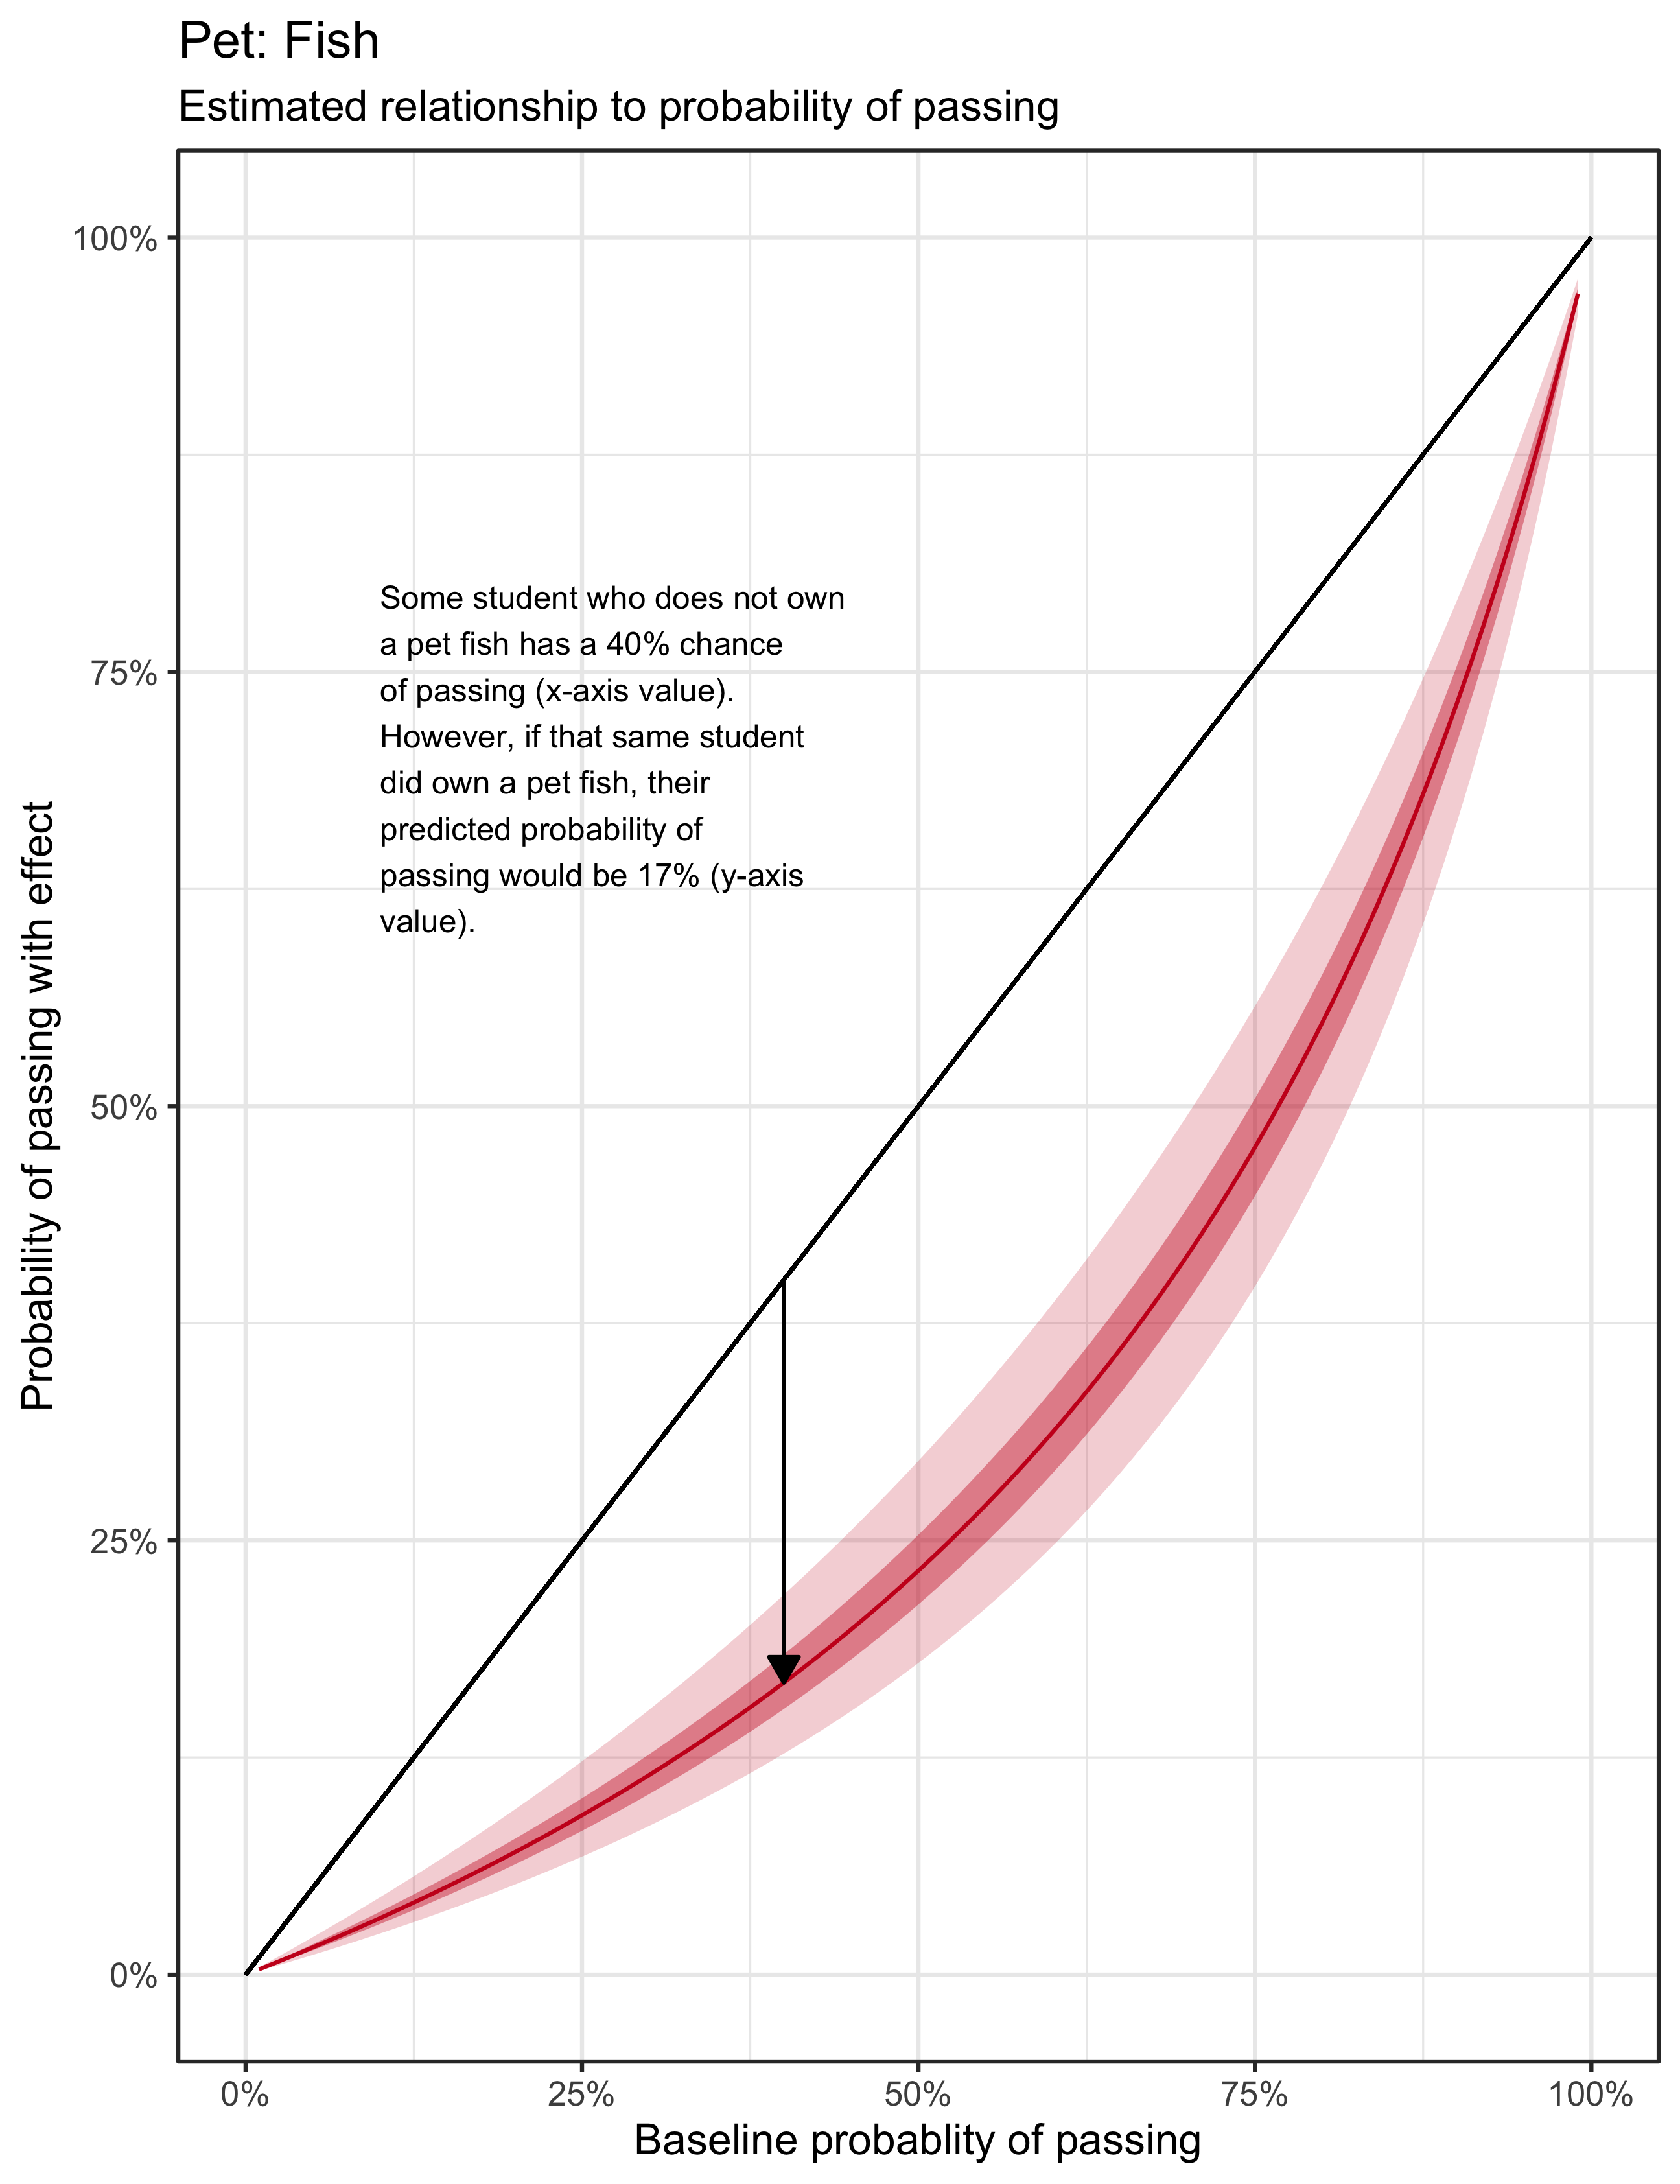 Pet: Fish
Estimated relationship to probability of passing
100%
75%
50%
25%
0%
Probability of passing with effect
Some student who does not own
a pet fish has a 40% chance
of passing (x-axis value).
However, if that same student
did own a pet fish, their
predicted probability of
passing would be 17% (y-axis
value).
0% 25% 50% 75% 100%
Baseline probablity of passing